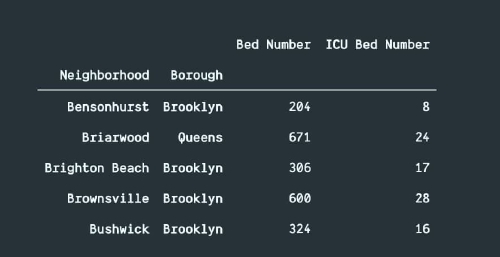 Bed Number ICU Bed Number
Neighborhood Borough
Bensonhurst Brooklyn 204 8
Briarwood Queens 671 24
Brighton Beach Brooklyn 306 17
Brownsville Brooklyn 600 28
Bushwick Brooklyn 324 16